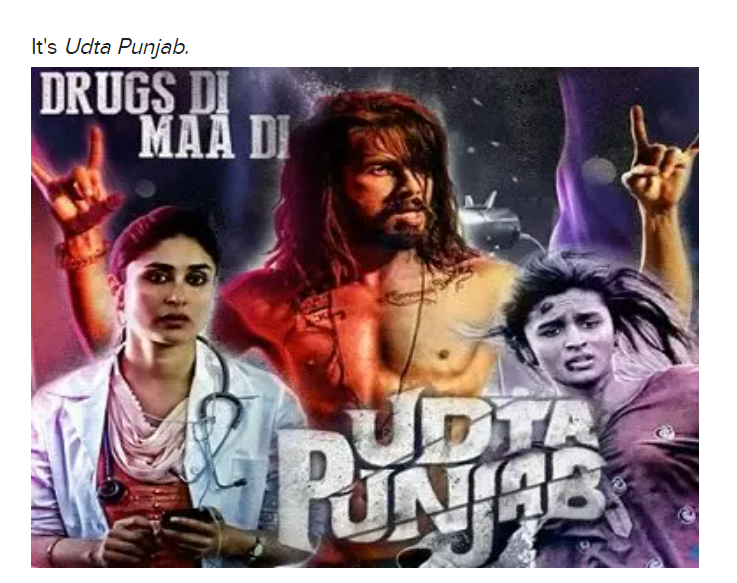 It's Udta Punjab.
DRUGS DI
MAA DI
UDTA
PUNJAB